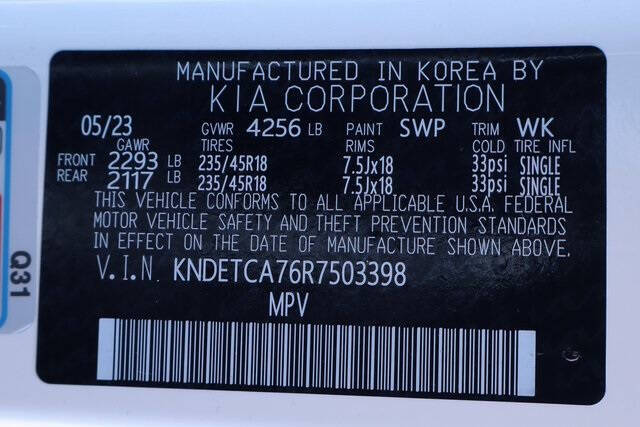 MANUFACTURED IN KOREA BY
KIA CORPORATION
05/23 GVWR 4256 LB PAINT SWP TRIM WK
GAWR TIRES RIMS COLD TIRE INFL
FRONT 2293 LB 235/45R18 7.5Jx18 33psi SINGLE
REAR 2117 LB 235/45R18 7.5Jx18 33psi SINGLE
THIS VEHICLE CONFORMS TO ALL APPLICABLE U.S.A. FEDERAL
MOTOR VEHICLE SAFETY AND THEFT PREVENTION STANDARDS
IN EFFECT ON THE DATE OF MANUFACTURE SHOWN ABOVE.
V.I.N. KNDETCA76R7503398
MPV
G
Q31